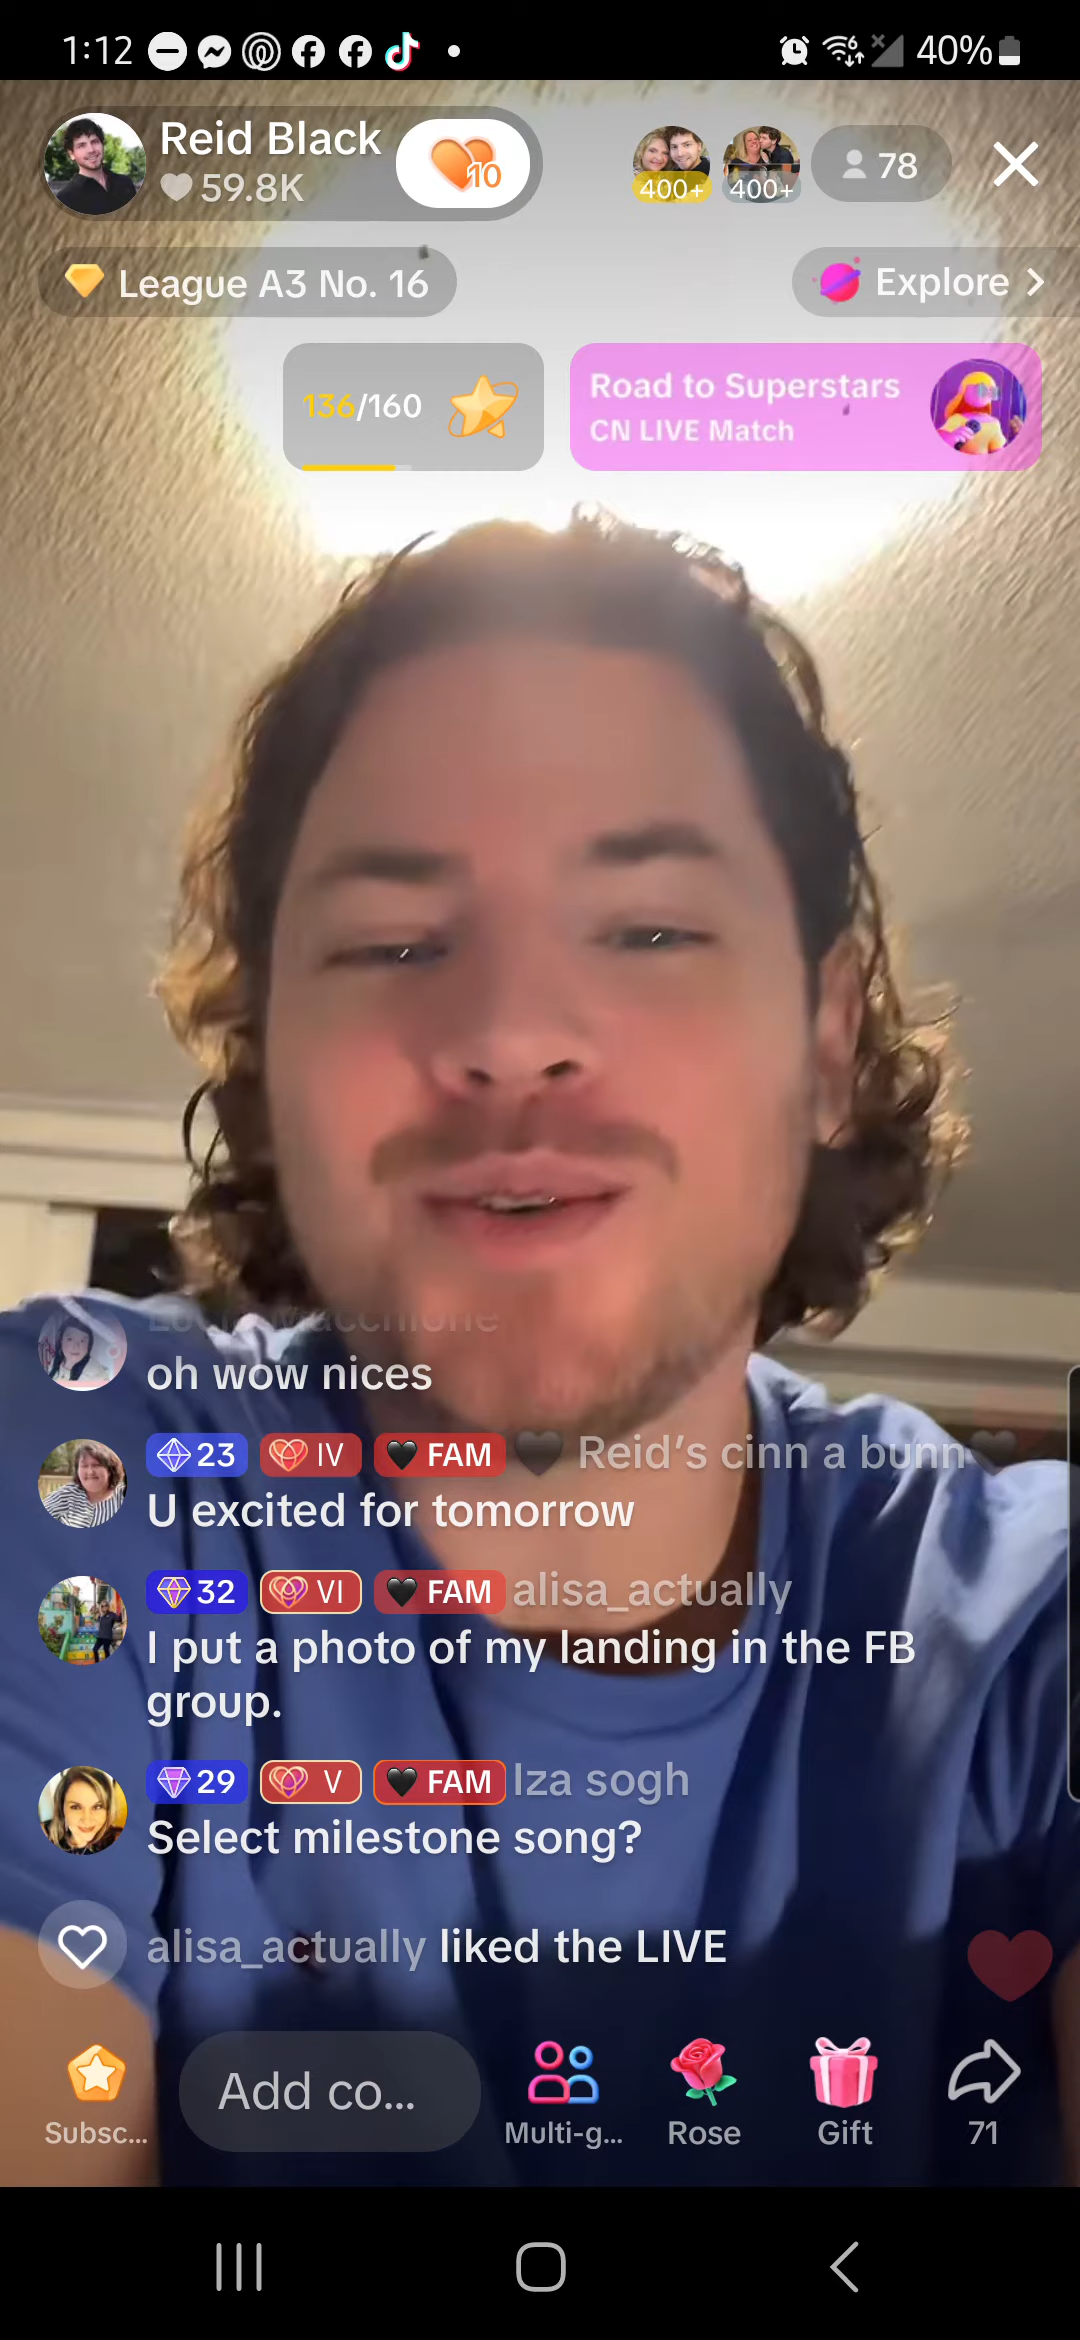 1:12
40%
Reid Black
59.8K
10
400+
400+
78
League A3 No. 16
Explore
136/160
Road to Superstars
CN LIVE Match
oh wow nices
23 IV FAM Reid's cinn a bunn
U excited for tomorrow
32 VI FAM alisa_actually
I put a photo of my landing in the FB
group.
29 V FAM Iza sogh
Select milestone song?
alisa_actually liked the LIVE
Add co...
Subsc...
Multi-g...
Rose
Gift
71